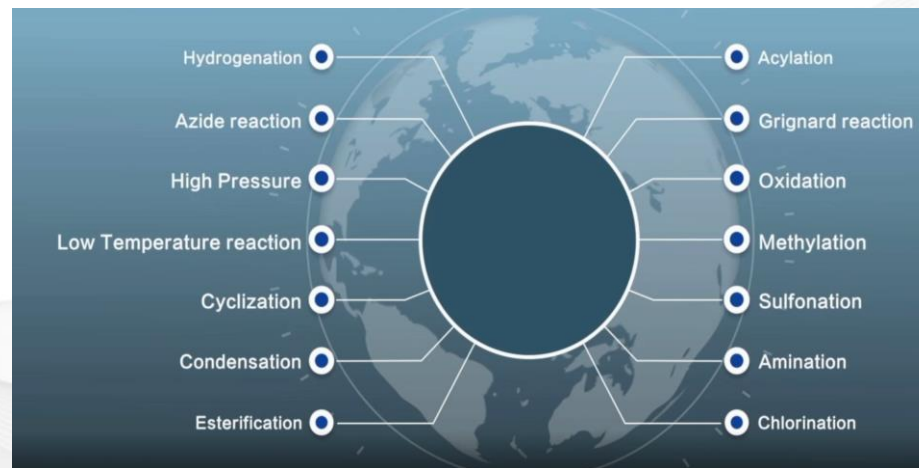 Hydrogenation
Azide reaction
High Pressure
Low Temperature reaction
Cyclization
Condensation
Esterification
Acylation
Grignard reaction
Oxidation
Methylation
Sulfonation
Amination
Chlorination